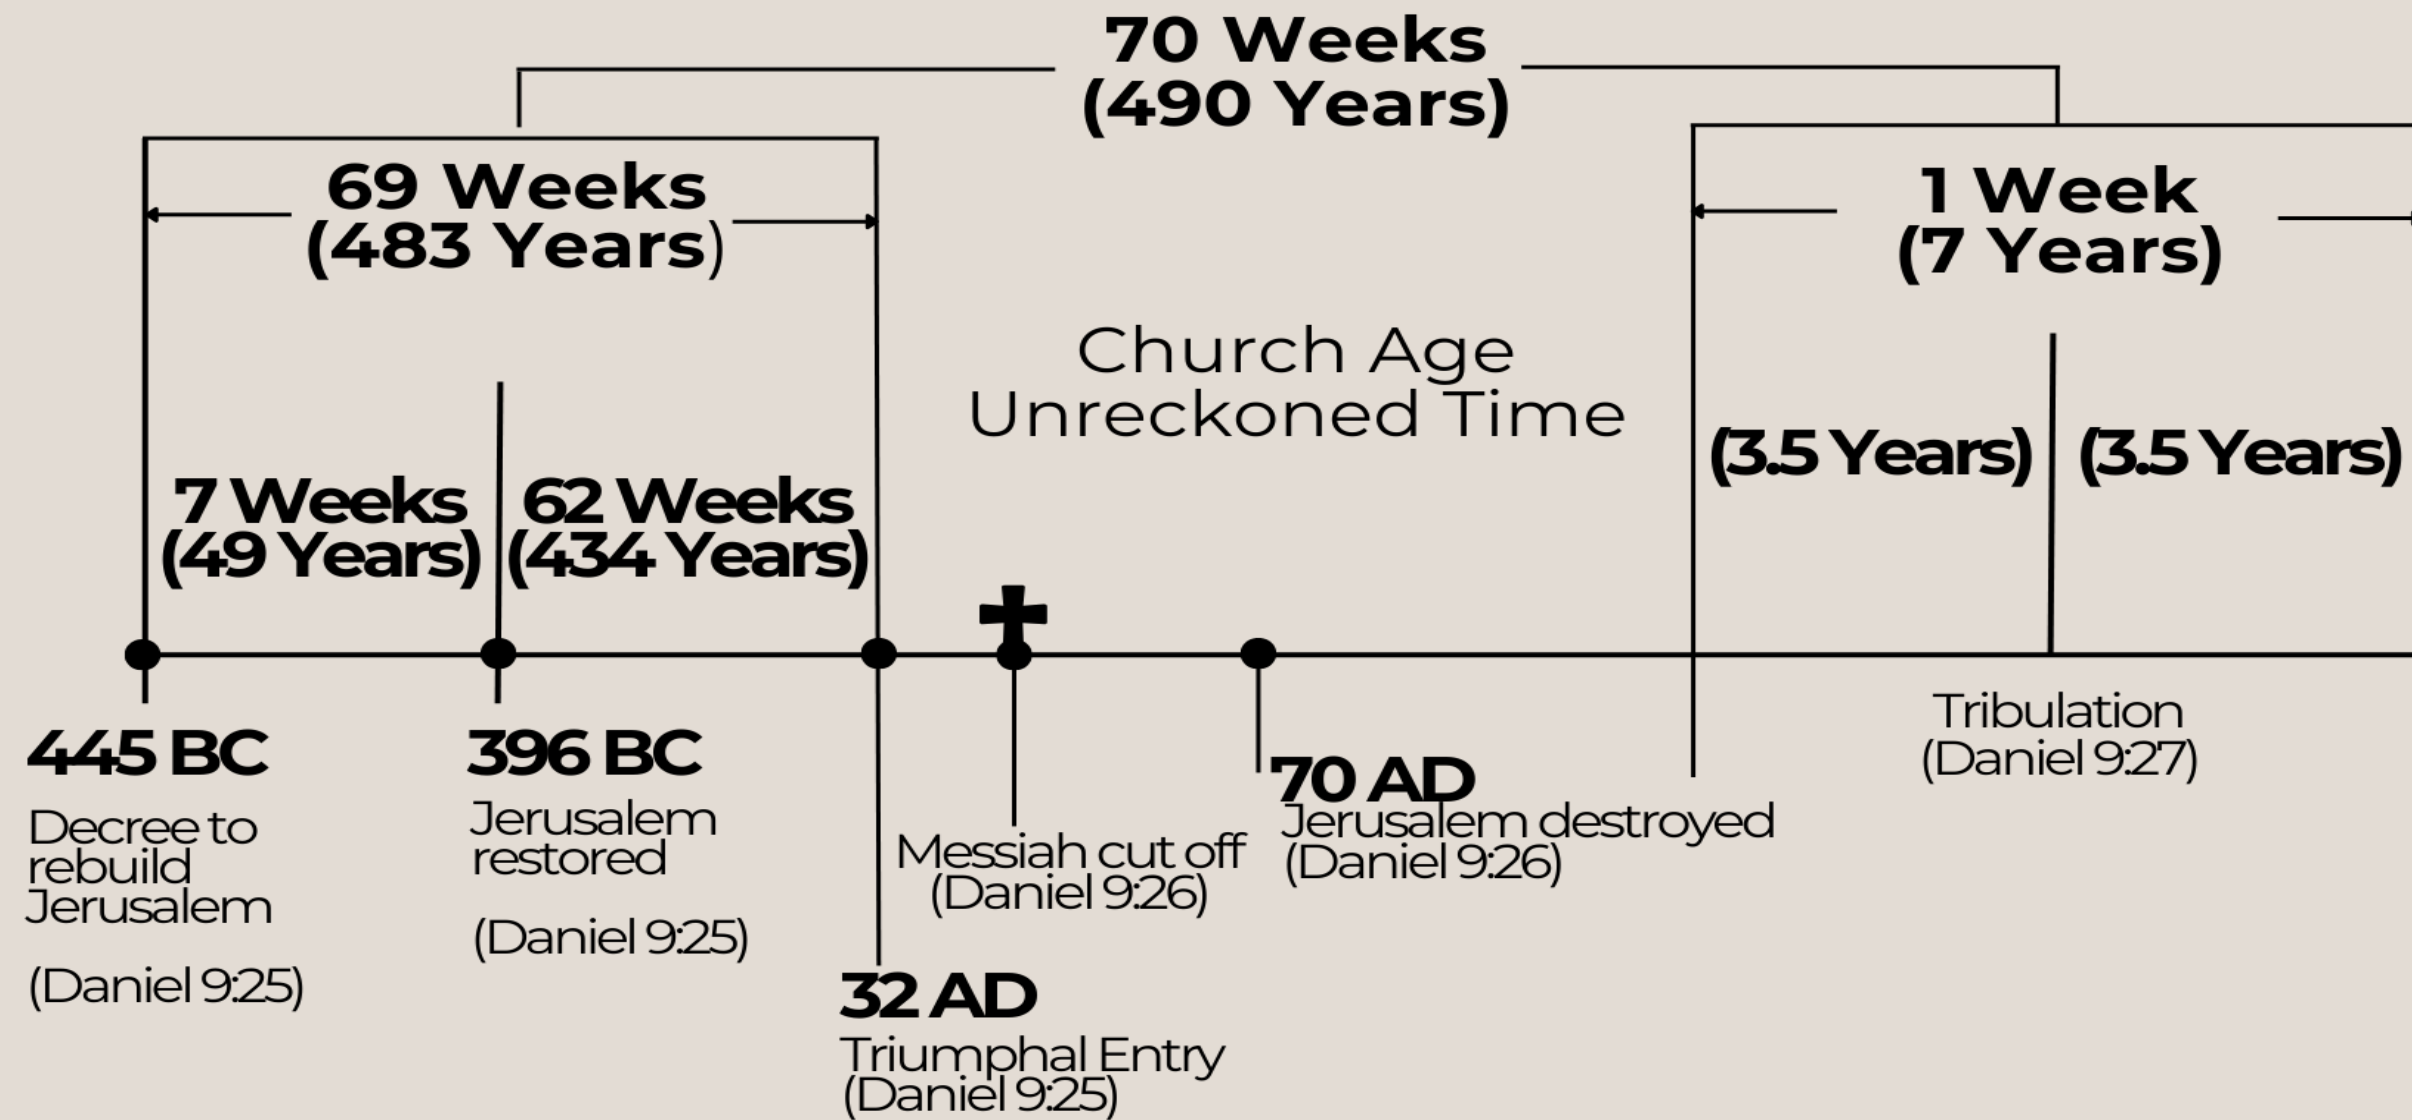 70 Weeks
(490 Years)
69 Weeks
(483 Years)
1 Week
(7 Years)
Church Age
Unreckoned Time
7 Weeks
(49 Years)
62 Weeks
(434 Years)
(3.5 Years)
(3.5 Years)
445 BC
Decree to
rebuild
Jerusalem
(Daniel 9:25)
396 BC
Jerusalem
restored
(Daniel 9:25)
32 AD
Triumphal Entry
(Daniel 9:25)
Messiah cut off
(Daniel 9:26)
70 AD
Jerusalem destroyed
(Daniel 9:26)
Tribulation
(Daniel 9:27)